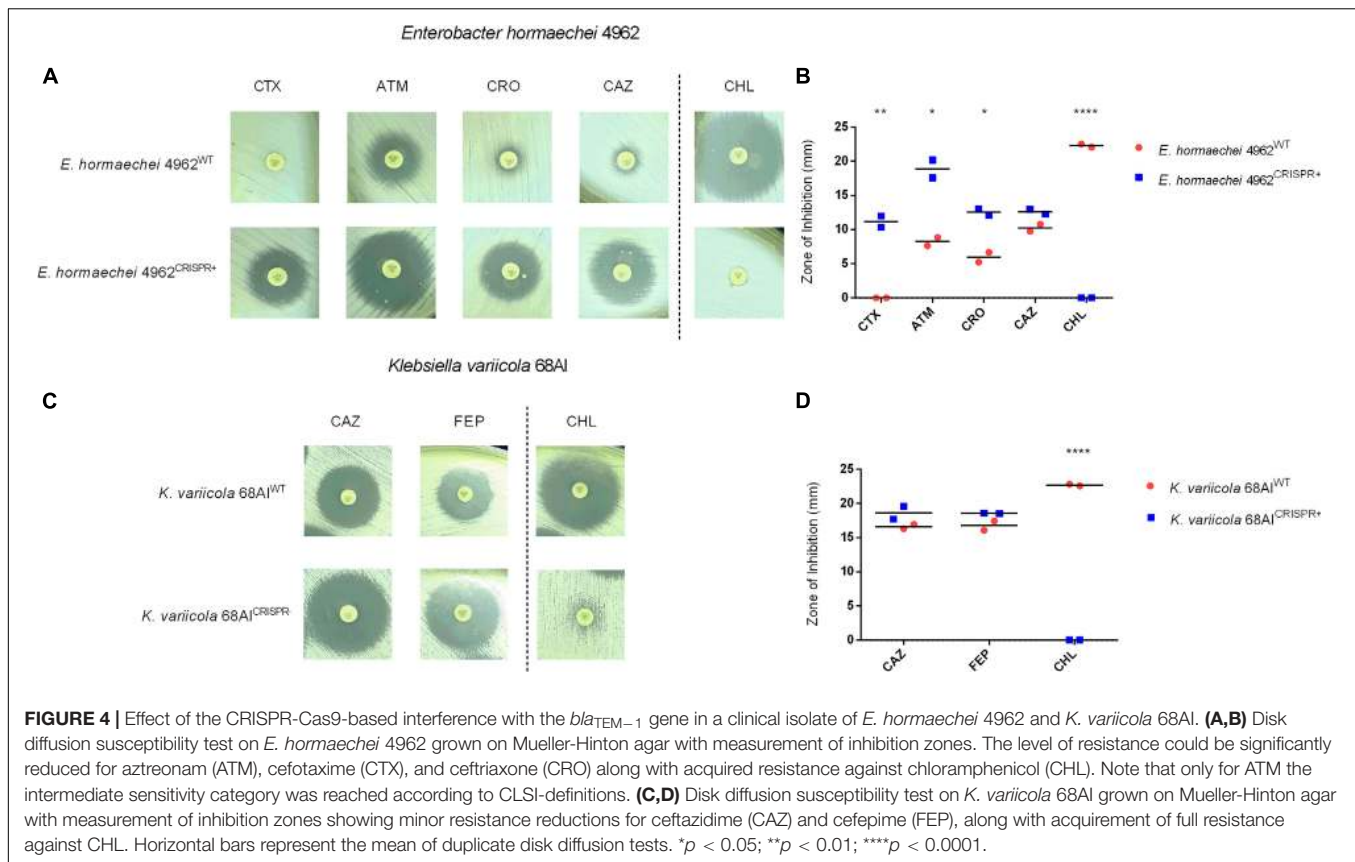 Enterobacter hormaechei 4962
A
CTX ATM CRO CAZ CHL
E. hormaechei 4962WT
E. hormaechei 4962CRISPR+
B
** * * ****
Zone of Inhibition (mm)
25
20
15
10
5
0
CTX ATM CRO CAZ CHL
E. hormaechei 4962WT
E. hormaechei 4962CRISPR+
Klebsiella variicola 68AI
C
CAZ FEP CHL
K. variicola 68AIWT
K. variicola 68AICRISPR
D
****
Zone of Inhibition (mm)
25
20
15
10
5
0
CAZ FEP CHL
K. variicola 68AIWT
K. variicola 68AICRISPR+
FIGURE 4 | Effect of the CRISPR-Cas9-based interference with the blaTEM−1 gene in a clinical isolate of E. hormaechei 4962 and K. variicola 68AI. (A,B) Disk
diffusion susceptibility test on E. hormaechei 4962 grown on Mueller-Hinton agar with measurement of inhibition zones. The level of resistance could be significantly
reduced for aztreonam (ATM), cefotaxime (CTX), and ceftriaxone (CRO) along with acquired resistance against chloramphenicol (CHL). Note that only for ATM the
intermediate sensitivity category was reached according to CLSI-definitions. (C,D) Disk diffusion susceptibility test on K. variicola 68AI grown on Mueller-Hinton agar
with measurement of inhibition zones showing minor resistance reductions for ceftazidime (CAZ) and cefepime (FEP), along with acquirement of full resistance
against CHL. Horizontal bars represent the mean of duplicate disk diffusion tests. *p < 0.05; **p < 0.01; ****p < 0.0001.